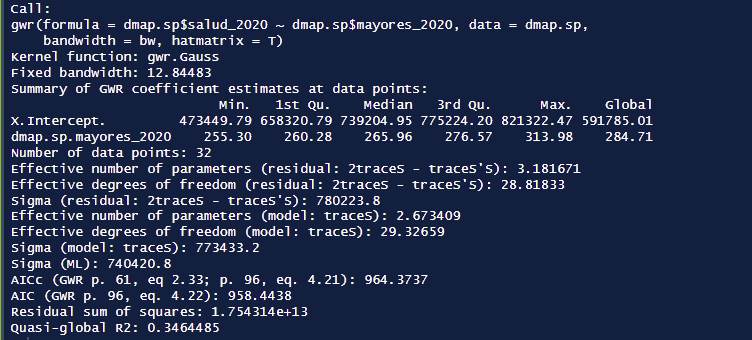 Call:
gwr(formula = dmap.sp$salud_2020 ~ dmap.sp$mayores_2020, data = dmap.sp,
bandwidth = bw, hatmatrix = T)
Kernel function: gwr.Gauss
Fixed bandwidth: 12.84483
Summary of GWR coefficient estimates at data points:
Min. 1st Qu. Median 3rd Qu. Max. Global
X.Intercept. 473449.79 658320.79 739204.95 775224.20 821322.47 591785.01
dmap.sp.mayores_2020 255.30 260.28 265.96 276.57 313.98 284.71
Number of data points: 32
Effective number of parameters (residual: 2traceS - traceS'S): 3.181671
Effective degrees of freedom (residual: 2traceS - traceS'S): 28.81833
Sigma (residual: 2traceS - traceS'S): 780223.8
Effective number of parameters (model: traceS): 2.673409
Effective degrees of freedom (model: traceS): 29.32659
Sigma (model: traceS): 773433.2
Sigma (ML): 740420.8
AICc (GWR p. 61, eq 2.33; p. 96, eq. 4.21): 964.3737
AIC (GWR p. 96, eq. 4.22): 958.4438
Residual sum of squares: 1.754314e+13
Quasi-global R2: 0.3464485